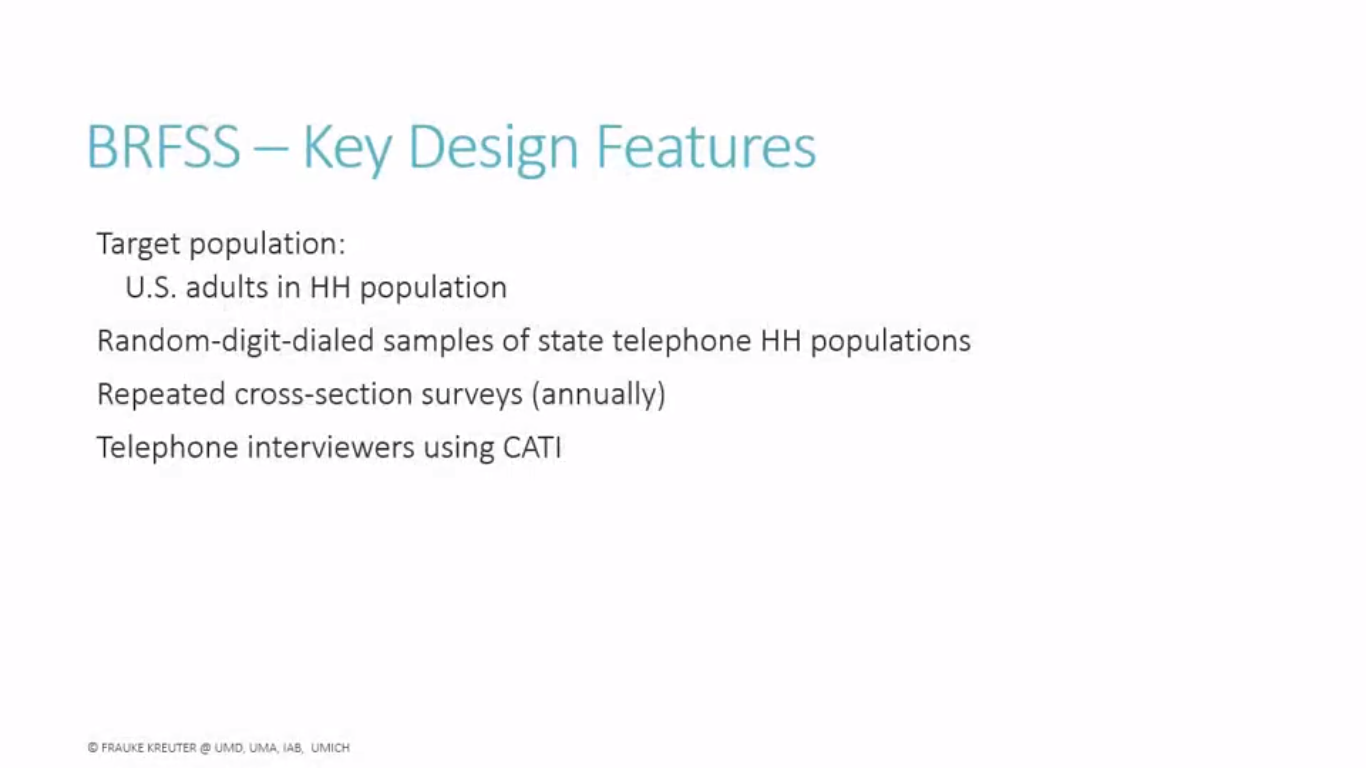 BRFSS – Key Design Features
Target population:
U.S. adults in HH population
Random-digit-dialed samples of state telephone HH populations
Repeated cross-section surveys (annually)
Telephone interviewers using CATI
© FRAUKE KREUTER @ UMD, UMA, IAB, UMICH